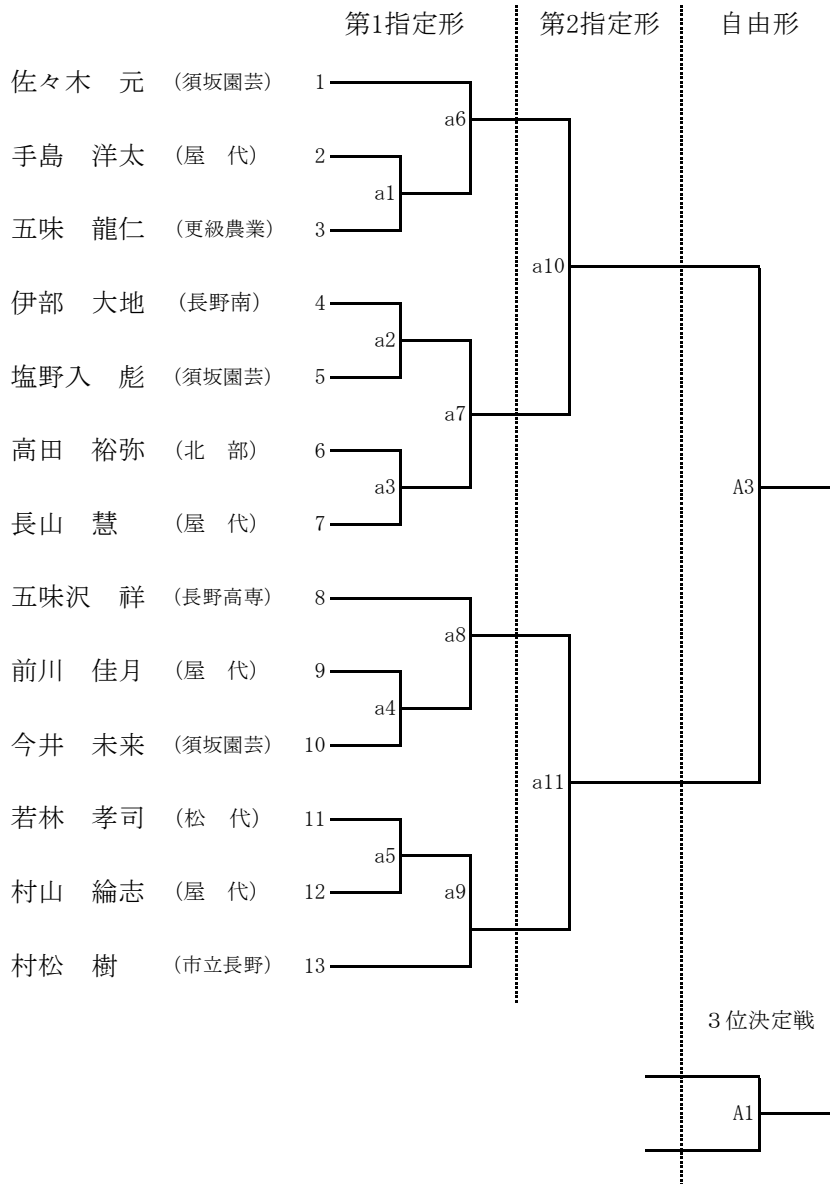 第1指定形　第2指定形　自由形
佐々木　元　（須坂園芸）　1
a6
手島　洋太　（屋　代）　2
a1
五味　龍仁　（更級農業）　3
a10
伊部　大地　（長野南）　4
a2
塩野入　彪　（須坂園芸）　5
a7
高田　裕弥　（北　部）　6
a3
A3
長山　慧　（屋　代）　7
五味沢　祥　（長野高専）　8
a8
前川　佳月　（屋　代）　9
a4
今井　未来　（須坂園芸）　10
a11
若林　孝司　（松　代）　11
a5
村山　綸志　（屋　代）　12
a9
村松　樹　（市立長野）　13
３位決定戦
A1